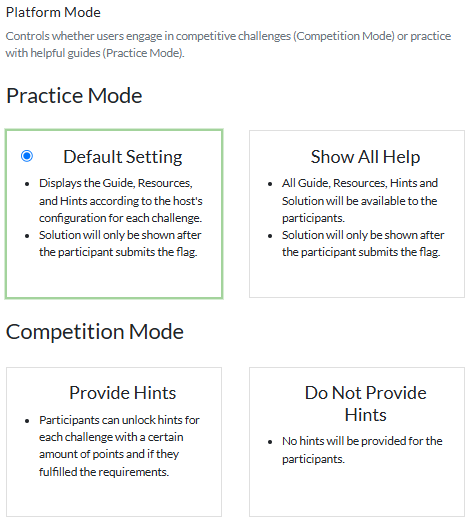 Platform Mode
Controls whether users engage in competitive challenges (Competition Mode) or practice
with helpful guides (Practice Mode).
Practice Mode
Default Setting
Displays the Guide, Resources,
and Hints according to the host's
configuration for each challenge.
Solution will only be shown after
the participant submits the flag.
Show All Help
All Guide, Resources, Hints and
Solution will be available to the
participants.
Solution will only be shown after
the participant submits the flag.
Competition Mode
Provide Hints
Participants can unlock hints for
each challenge with a certain
amount of points and if they
fulfilled the requirements.
Do Not Provide
Hints
No hints will be provided for the
participants.